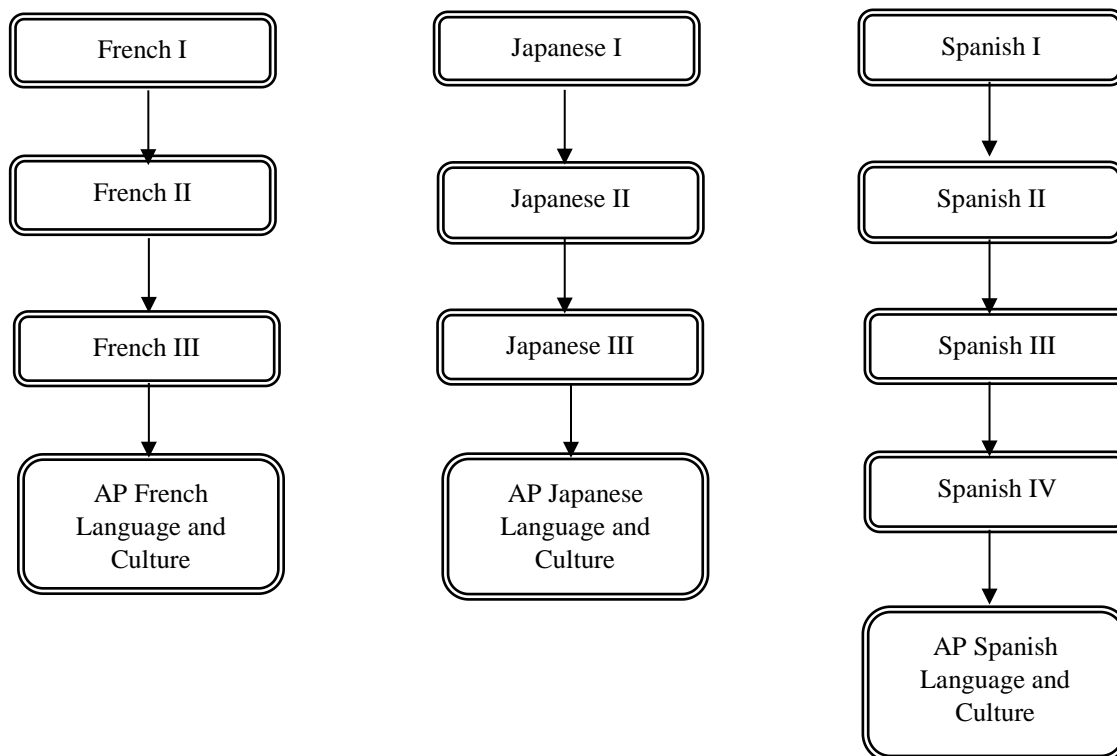 French I
French II
French III
AP French
Language and
Culture
Japanese I
Japanese II
Japanese III
AP Japanese
Language and
Culture
Spanish I
Spanish II
Spanish III
Spanish IV
AP Spanish
Language and
Culture